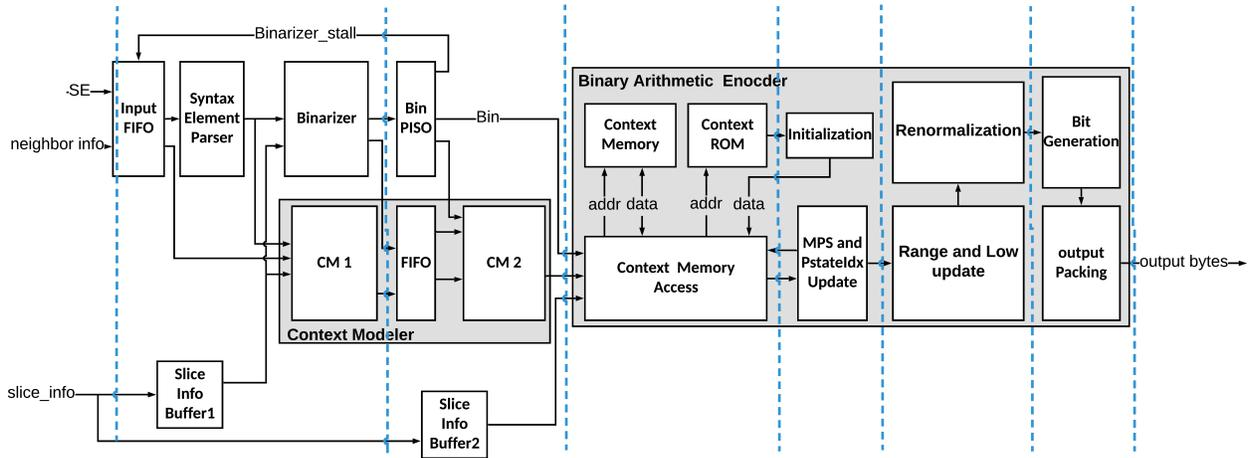 Binarizer_stall
SE
neighbor info
Input
FIFO
Syntax
Element
Parser
Binarizer
Bin
PISO
Bin
CM 1
FIFO
CM 2
Context Modeler
slice_info
Slice
Info
Buffer1
Slice
Info
Buffer2
Binary Arithmetic Enocder
Context
Memory
Context
ROM
Initialization
addr data
addr data
Context Memory
Access
MPS and
PstateIdx
Update
Renormalization
Range and Low
update
Bit
Generation
output
Packing
output bytes